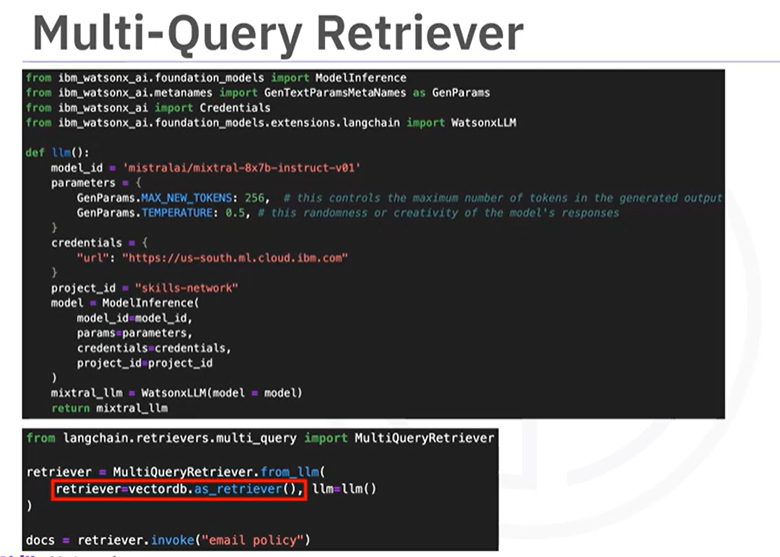 Multi-Query Retriever
from ibm_watsonx_ai.foundation_models import ModelInference
from ibm_watsonx_ai.metanames import GenTextParamsMetaNames as GenParams
from ibm_watsonx_ai import Credentials
from ibm_watsonx_ai.foundation_models.extensions.langchain import WatsonxLLM
def llm():
    model_id = 'mistralai/mixtral-8x7b-instruct-v01'
    parameters = {
        GenParams.MAX_NEW_TOKENS: 256,  # this controls the maximum number of tokens in the generated output
        GenParams.TEMPERATURE: 0.5, # this randomness or creativity of the model's responses
    }
    credentials = {
        "url": "https://us-south.ml.cloud.ibm.com"
    }
    project_id = "skills-network"
    model = ModelInference(
        model_id=model_id,
        params=parameters,
        credentials=credentials,
        project_id=project_id
    )
    mixtral_llm = WatsonxLLM(model = model)
    return mixtral_llm
from langchain.retrievers.multi_query import MultiQueryRetriever
retriever = MultiQueryRetriever.from_llm(
    retriever=vectordb.as_retriever(), llm=llm()
)
docs = retriever.invoke("email policy")